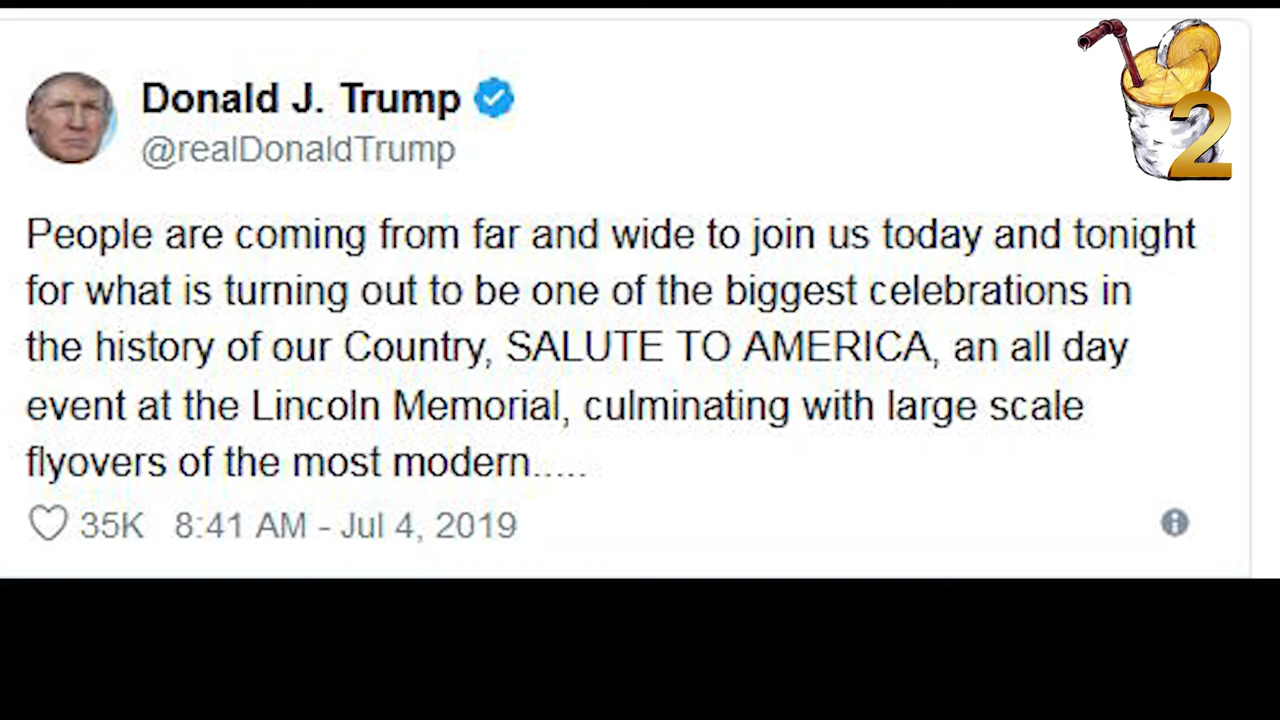 Donald J. Trump
@realDonaldTrump
2
People are coming from far and wide to join us today and tonight
for what is turning out to be one of the biggest celebrations in
the history of our Country, SALUTE TO AMERICA, an all day
event at the Lincoln Memorial, culminating with large scale
flyovers of the most modern.....
35K 8:41 AM - Jul 4, 2019